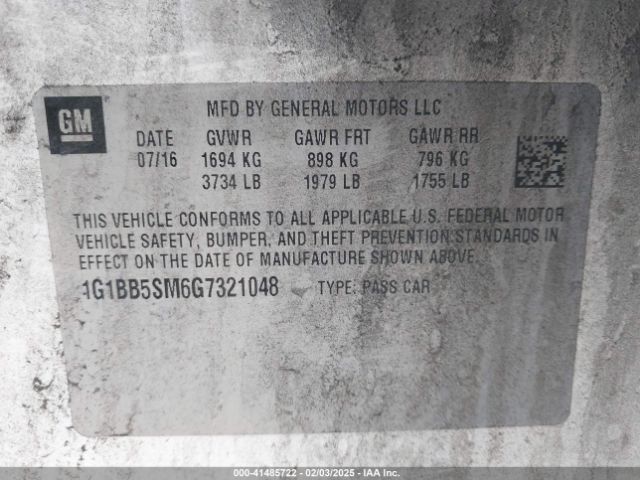 GM
MFD BY GENERAL MOTORS LLC
DATE GVWR GAWR FRT GAWR RR
07/16 1694 KG 898 KG 796 KG
3734 LB 1979 LB 1755 LB
THIS VEHICLE CONFORMS TO ALL APPLICABLE U.S. FEDERAL MOTOR
VEHICLE SAFETY, BUMPER, AND THEFT PREVENTION STANDARDS IN
EFFECT ON THE DATE OF MANUFACTURE SHOWN ABOVE.
1G1BB5SM6G7321048 TYPE: PASS CAR
000-41485722 - 02/03/2025 - IAA Inc.